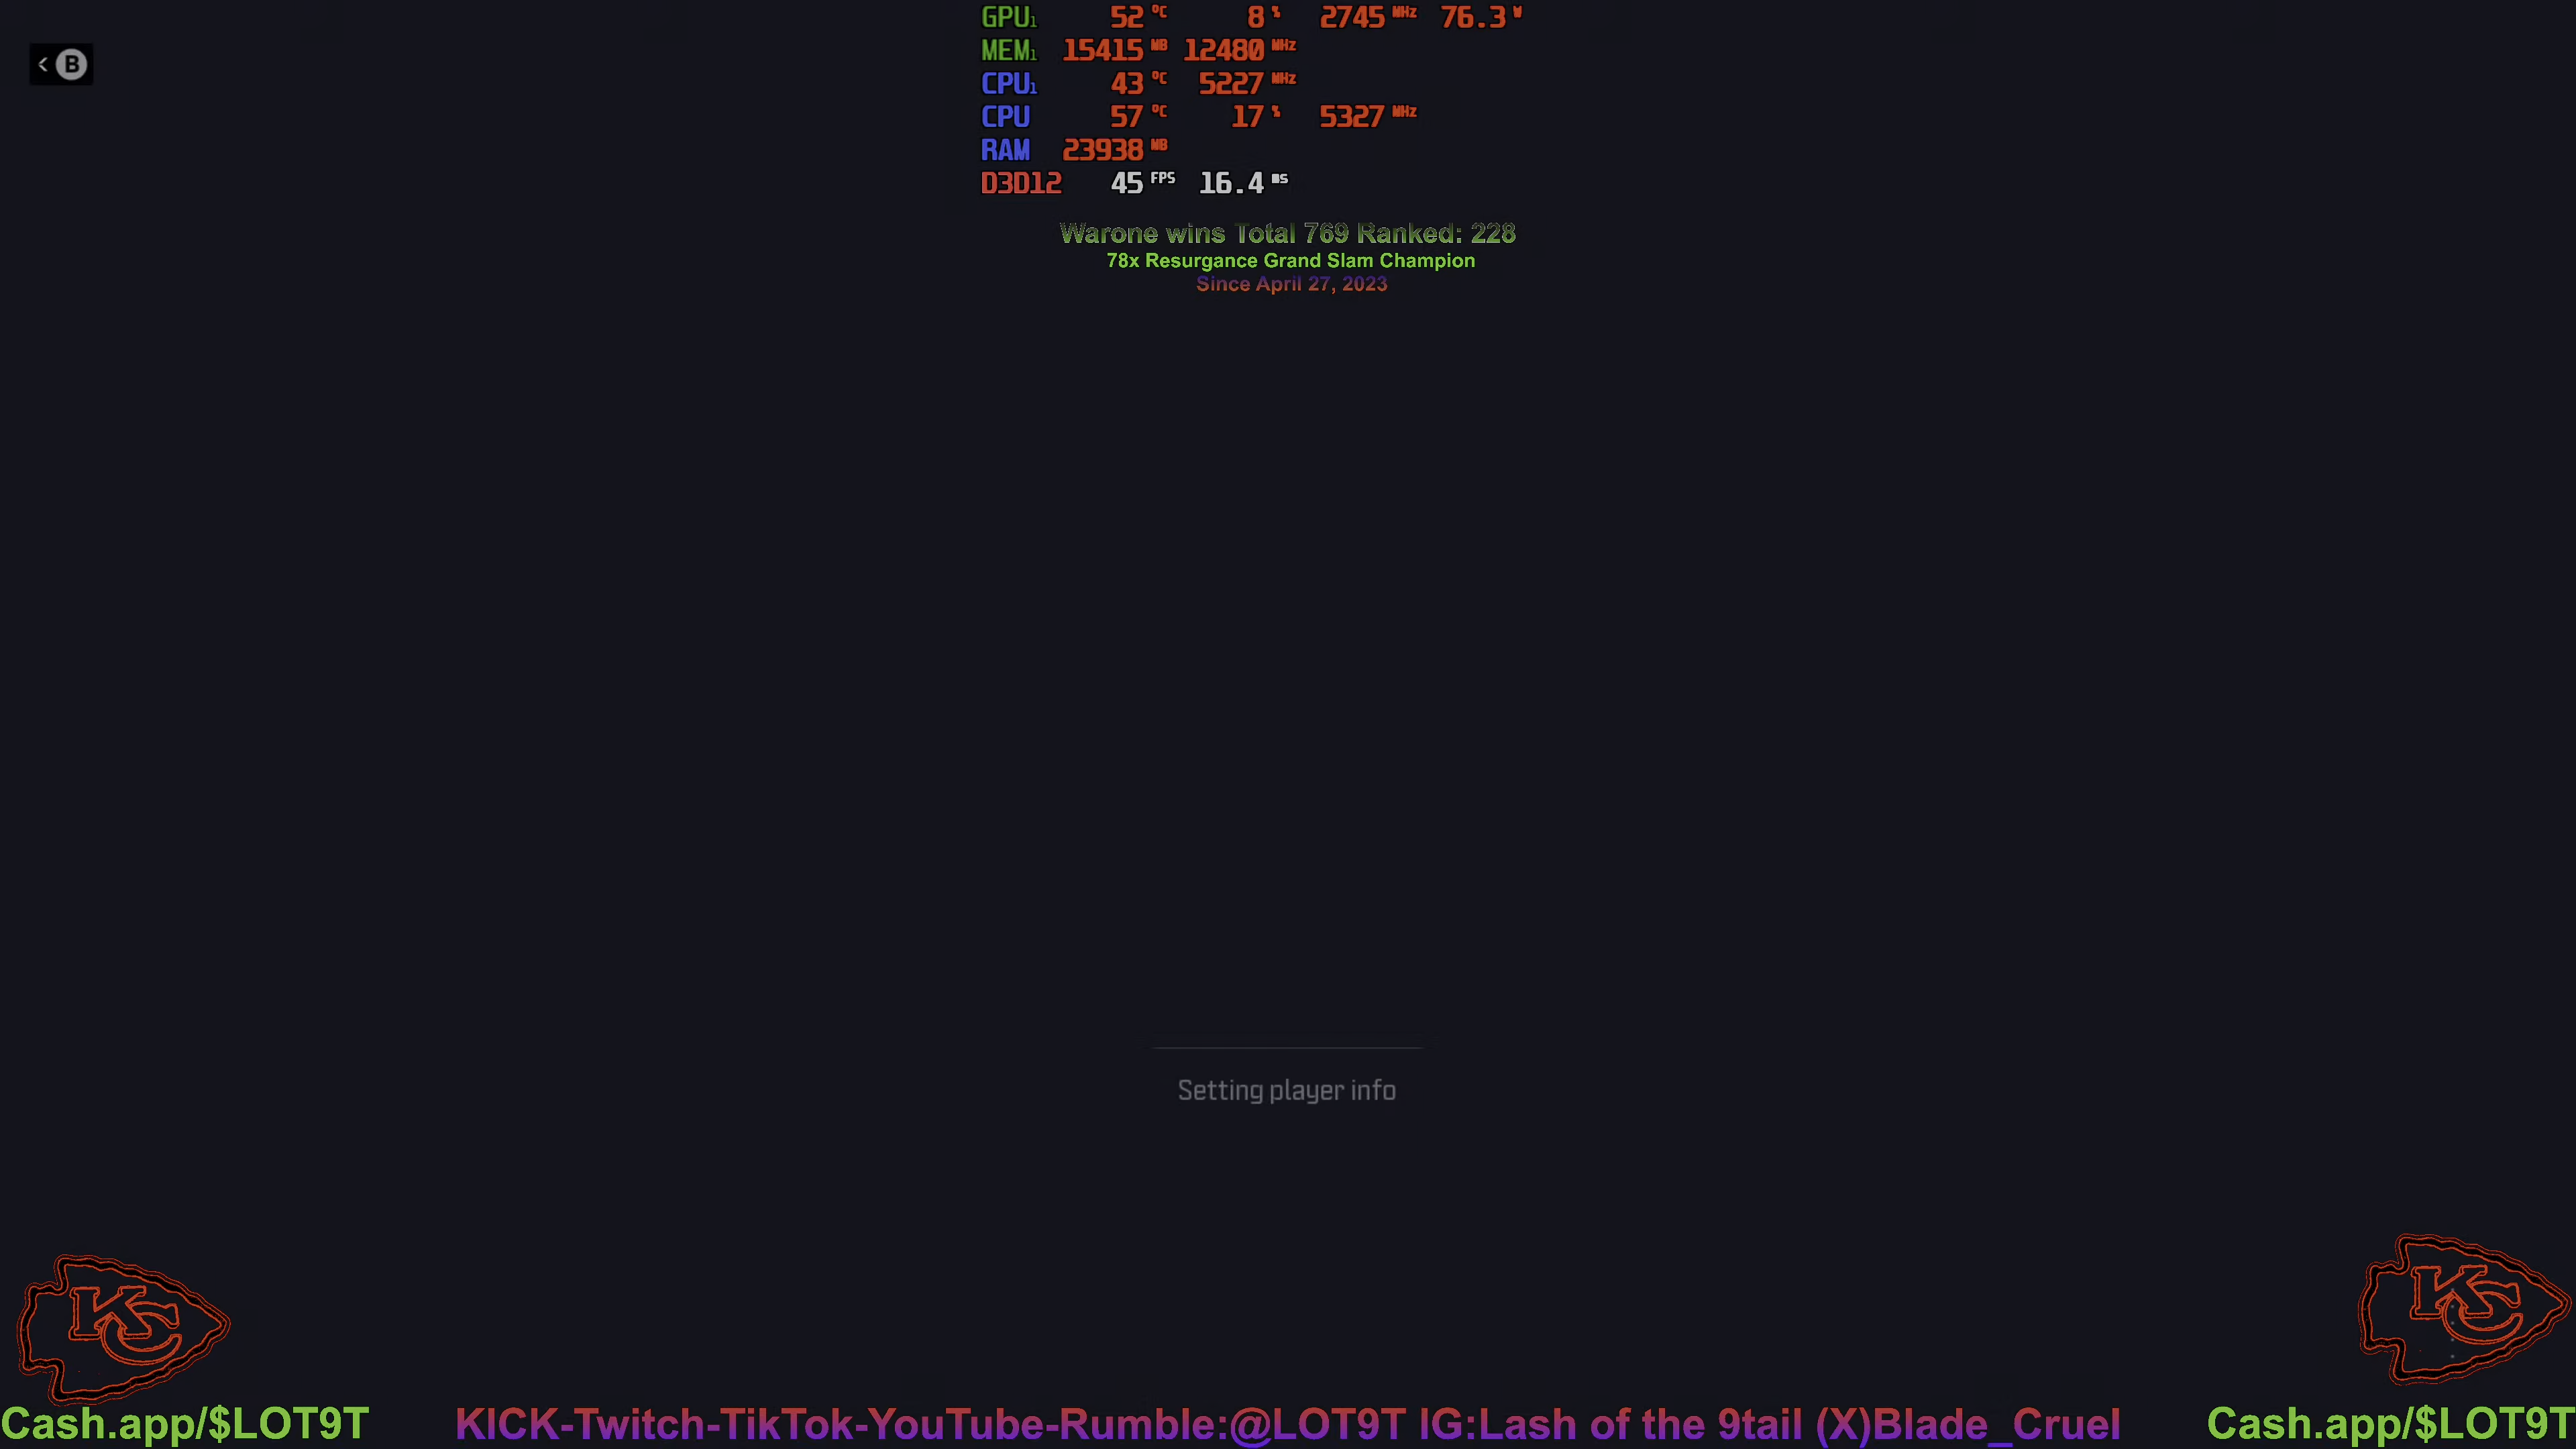 GPU1 52 °C 8 % 2745 MHz 76.3 W
< B
MEM1 15415 MB 12480 MHz
CPU1 43 °C 5227 MHz
CPU 57 °C 17 % 5327 MHz
RAM 23938 MB
D3D12 45 FPS 16.4 ms
Warone wins Total 769 Ranked: 228
78x Resurgance Grand Slam Champion
Since April 27, 2023
Setting player info
KC
KC
Cash.app/$LOT9T
KICK-Twitch-TikTok-YouTube-Rumble:@LOT9T IG:Lash of the 9tail (X)Blade_Cruel
Cash.app/$LOT9T